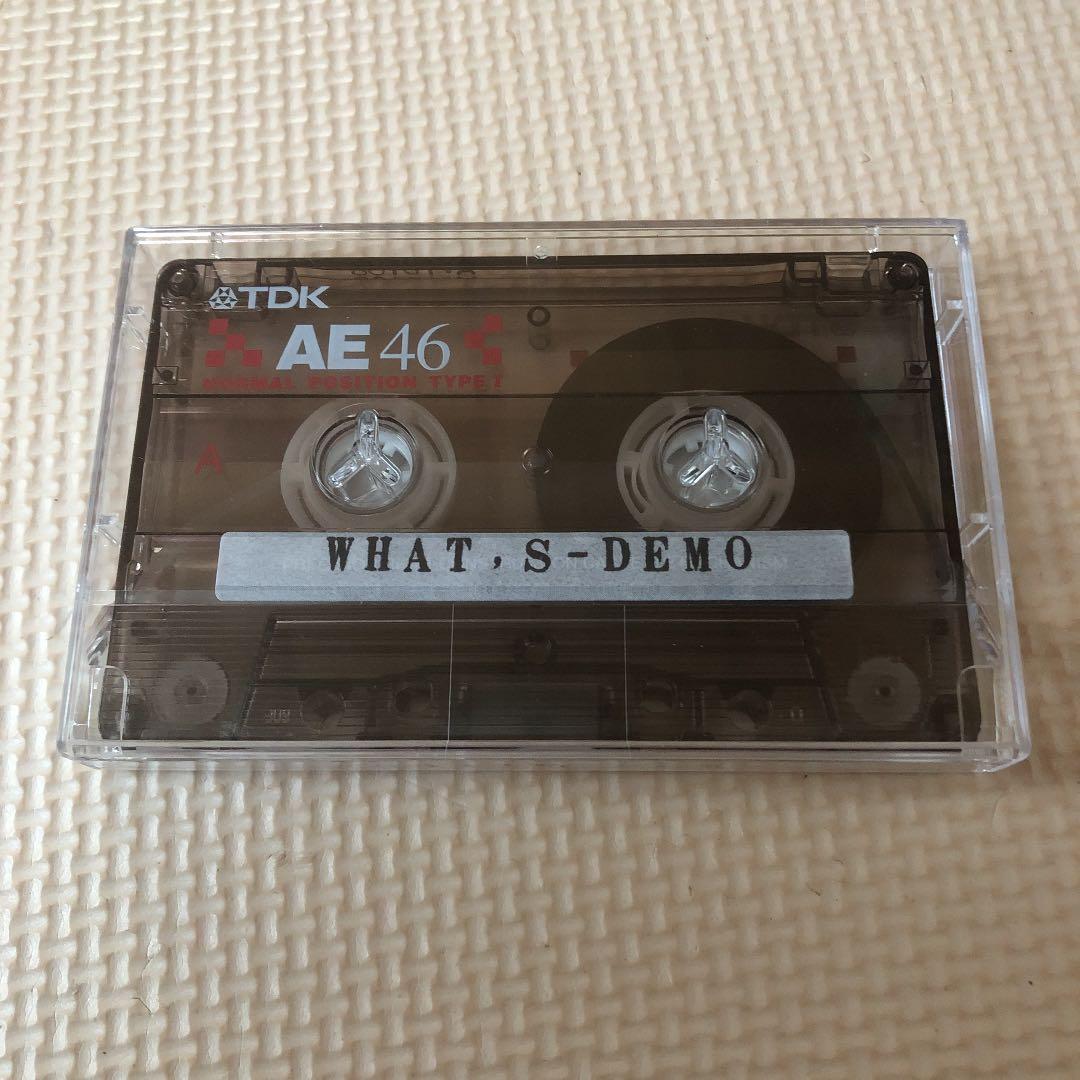 TDK
AE 46
NORMAL POSITION TYPE I
A
WHAT,S-DEMO